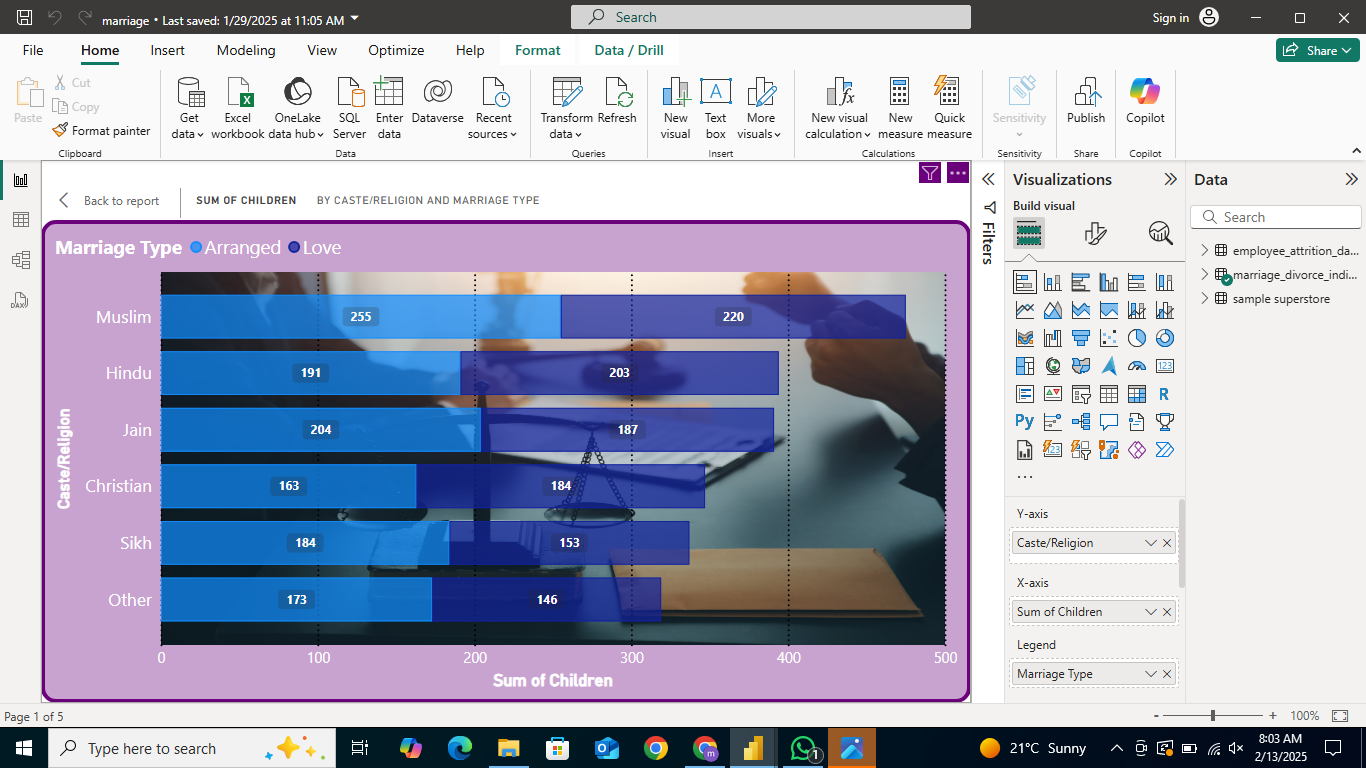 marriage • Last saved: 1/29/2025 at 11:05 AM
Search
Sign in
File Home Insert Modeling View Optimize Help Format Data / Drill
Share
Paste
Cut
Copy
Format painter
Clipboard
Get data
Excel workbook
OneLake data hub
SQL Server
Enter data
Dataverse
Recent sources
Data
Transform data
Refresh
Queries
New visual
Text box
More visuals
Insert
New visual calculation
New measure
Quick measure
Calculations
Sensitivity
Sensitivity
Publish
Share
Copilot
Copilot
Back to report
SUM OF CHILDREN
BY CASTE/RELIGION AND MARRIAGE TYPE
Marriage Type Arranged Love
Caste/Religion
Muslim 255 220
Hindu 191 203
Jain 204 187
Christian 163 184
Sikh 184 153
Other 173 146
0 100 200 300 400 500
Sum of Children
Filters
Visualizations
Build visual
123
R
Py
...
Y-axis
Caste/Religion
X-axis
Sum of Children
Legend
Marriage Type
Data
Search
employee_attrition_da...
marriage_divorce_indi...
sample superstore
DAX
Page 1 of 5
- + 100%
Type here to search
m
1
21°C Sunny
8:03 AM
2/13/2025